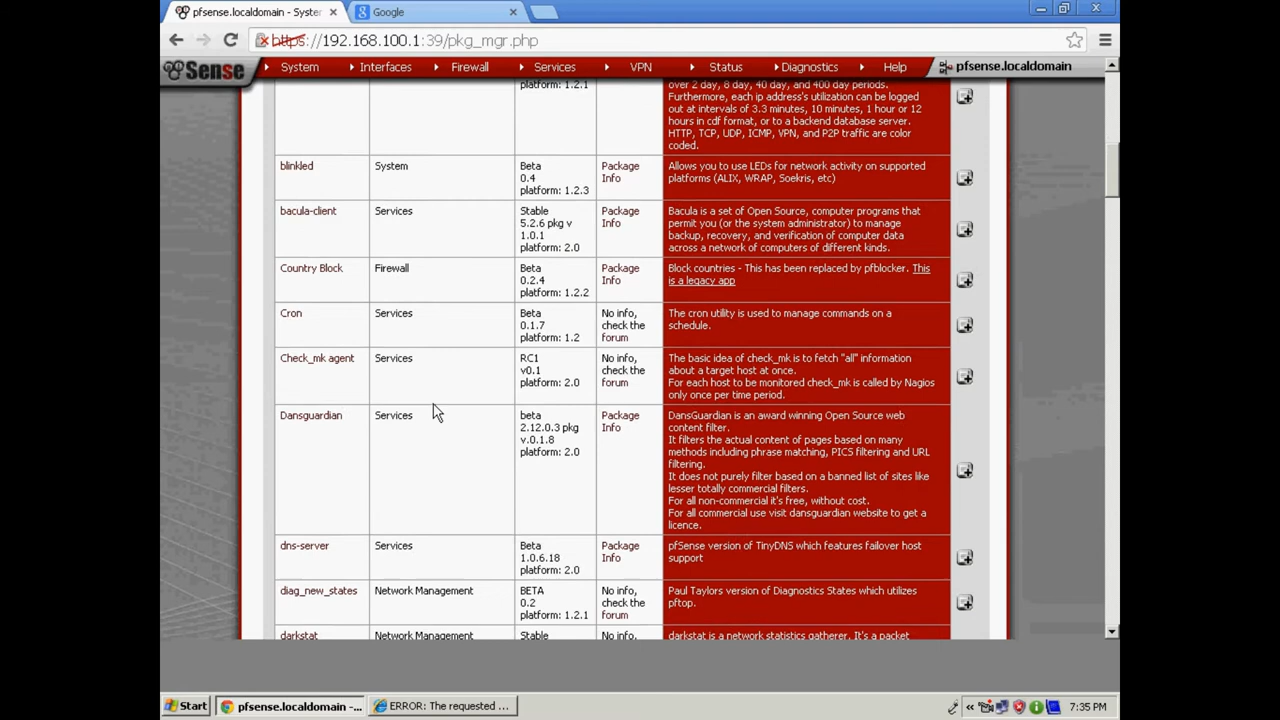 pfsense.localdomain - Syster
Google
https://192.168.100.1:39/pkg_mgr.php
Sense
System
Interfaces
Firewall
Services
VPN
Status
Diagnostics
Help
pfsense.localdomain
platform: 1.2.1
over 2 day, 8 day, 40 day, and 400 day periods.
Furthermore, each ip address's utilization can be logged
out at intervals of 3.3 minutes, 10 minutes, 1 hour or 12
hours in cdf format, or to a backend database server.
HTTP, TCP, UDP, ICMP, VPN, and P2P traffic are color
coded.
blinkled
System
Beta
0.4
platform: 1.2.3
Package
Info
Allows you to use LEDs for network activity on supported
platforms (ALIX, WRAP, Soekris, etc)
bacula-client
Services
Stable
5.2.6 pkg v
1.0.1
platform: 2.0
Package
Info
Bacula is a set of Open Source, computer programs that
permit you (or the system administrator) to manage
backup, recovery, and verification of computer data
across a network of computers of different kinds.
Country Block
Firewall
Beta
0.2.4
platform: 1.2.2
Package
Info
Block countries - This has been replaced by pfblocker. This
is a legacy app
Cron
Services
Beta
0.1.7
platform: 1.2
No info,
check the
forum
The cron utility is used to manage commands on a
schedule.
Check_mk agent
Services
RC1
v0.1
platform: 2.0
No info,
check the
forum
The basic idea of check_mk is to fetch "all" information
about a target host at once.
For each host to be monitored check_mk is called by Nagios
only once per time period.
Dansguardian
Services
beta
2.12.0.3 pkg
v.0.1.8
platform: 2.0
Package
Info
DansGuardian is an award winning Open Source web
content filter.
It filters the actual content of pages based on many
methods including phrase matching, PICS filtering and URL
filtering.
It does not purely filter based on a banned list of sites like
lesser totally commercial filters.
For all non-commercial it's free, without cost.
For all commercial use visit dansguardian website to get a
licence.
dns-server
Services
Beta
1.0.6.18
platform: 2.0
Package
Info
pfSense version of TinyDNS which features failover host
support
diag_new_states
Network Management
BETA
0.2
platform: 1.2.1
No info,
check the
forum
Paul Taylors version of Diagnostics States which utilizes
pftop.
darkstat
Network Management
Stable
No info,
darkstat is a network statistics gatherer. It's a packet
Start
pfsense.localdomain -...
ERROR: The requested ...
7:35 PM